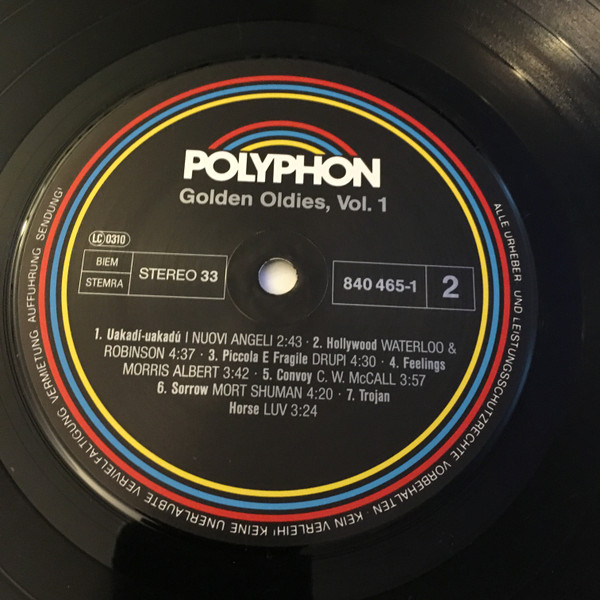 POLYPHON
Golden Oldies, Vol. 1
LC 0310
BIEM
STEMRA
STEREO 33
840 465-1
2
1. Uakadí-uakadú I NUOVI ANGELI 2:43 · 2. Hollywood WATERLOO &
ROBINSON 4:37 · 3. Piccola E Fragile DRUPI 4:30 · 4. Feelings
MORRIS ALBERT 3:42 · 5. Convoy C. W. McCALL 3:57
6. Sorrow MORT SHUMAN 4:20 · 7. Trojan
Horse LUV 3:24
ALLE URHEBER UND LEISTUNGSSCHUTZRECHTE VORBEHALTEN · KEIN VERLEIH! KEINE UNERLAUBTE VERVIELFÄLTIGUNG VERMIETUNG AUFFÜHRUNG SENDUNG!